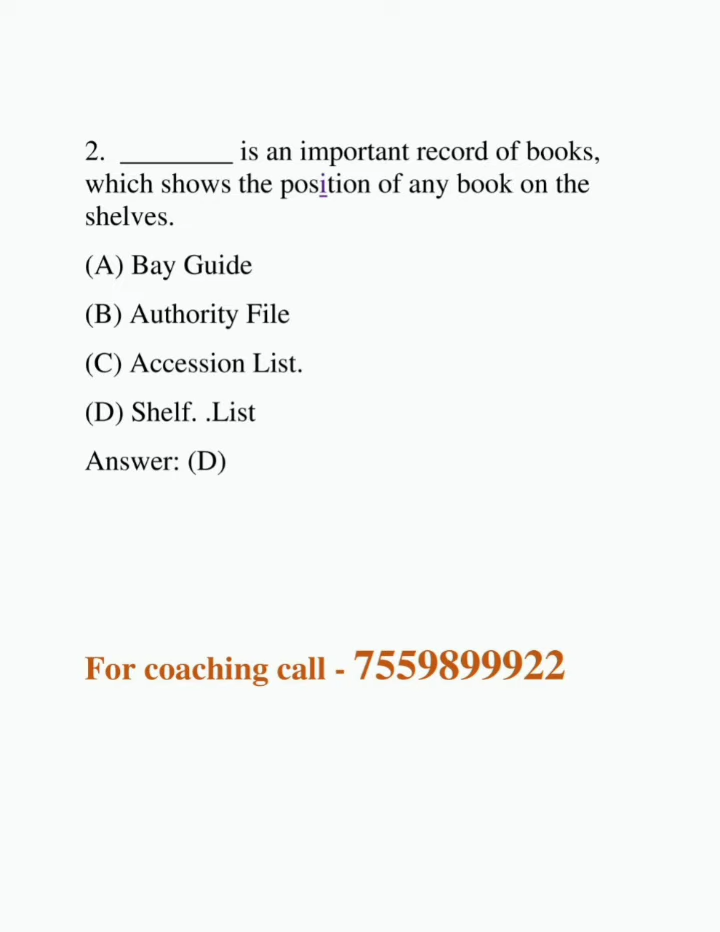 2. ________ is an important record of books,
which shows the position of any book on the
shelves.
(A) Bay Guide
(B) Authority File
(C) Accession List.
(D) Shelf. .List
Answer: (D)
For coaching call - 7559899922